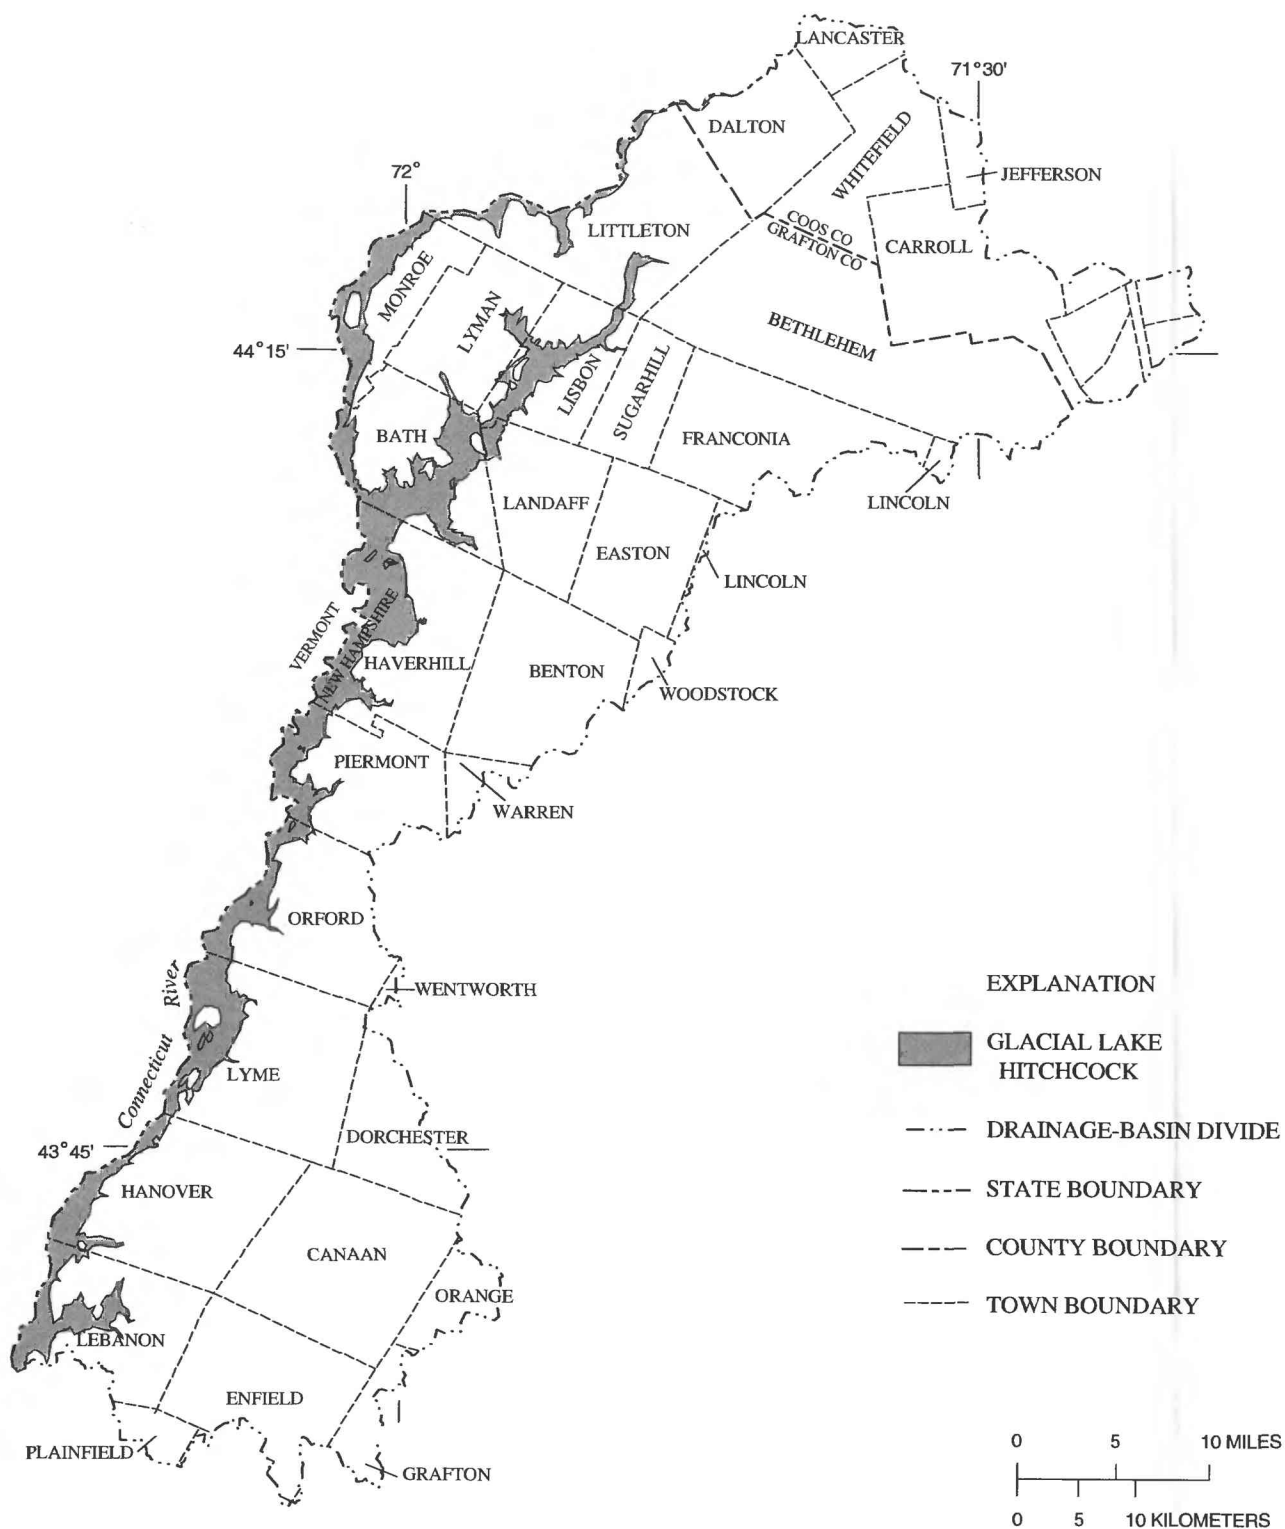 LANCASTER
71°30'
DALTON
WHITEFIELD
JEFFERSON
72°
LITTLETON
COOS CO
GRAFTON CO
CARROLL
MONROE
LYMAN
BETHLEHEM
44°15'
LISBON
SUGARHILL
BATH
FRANCONIA
LINCOLN
LANDAFF
EASTON
LINCOLN
VERMONT
NEW HAMPSHIRE
HAVERHILL
BENTON
WOODSTOCK
PIERMONT
WARREN
ORFORD
WENTWORTH
Connecticut River
LYME
DORCHESTER
43°45'
HANOVER
CANAAN
ORANGE
LEBANON
ENFIELD
PLAINFIELD
GRAFTON
EXPLANATION
GLACIAL LAKE
HITCHCOCK
DRAINAGE-BASIN DIVIDE
STATE BOUNDARY
COUNTY BOUNDARY
TOWN BOUNDARY
0 5 10 MILES
0 5 10 KILOMETERS